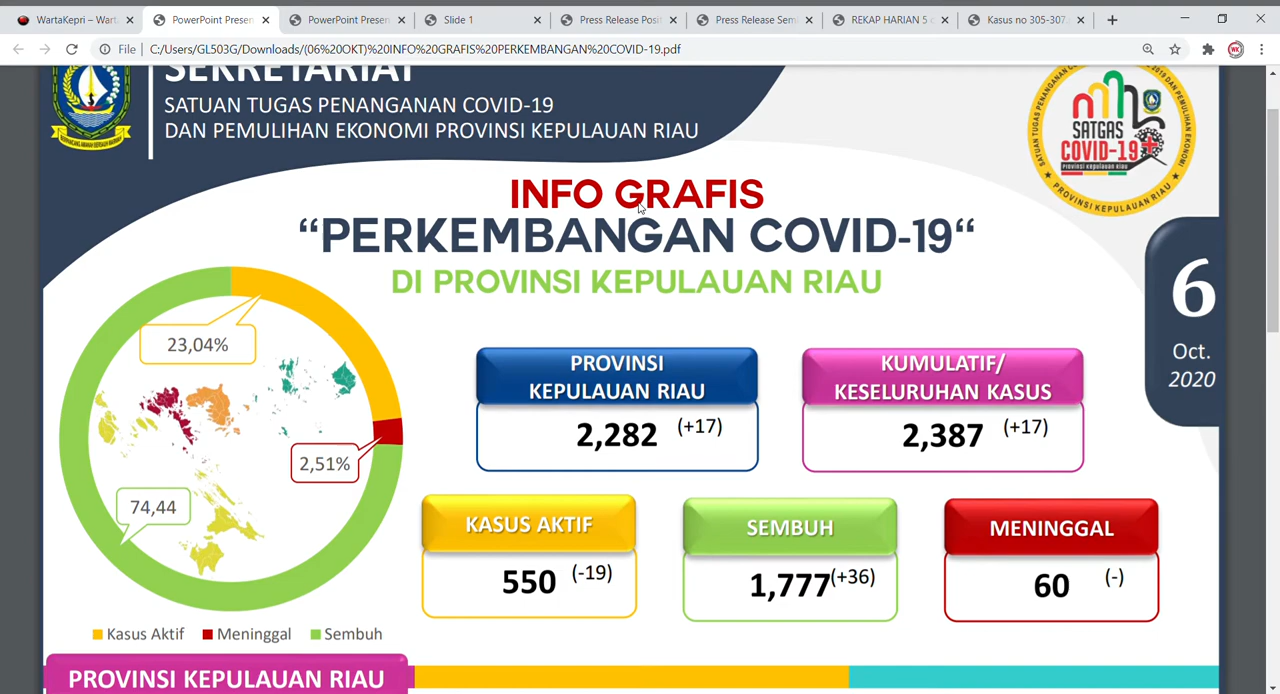 WartaKepri – Wart
PowerPoint Presen
PowerPoint Presen
Slide 1
Press Release Posi
Press Release Sem
REKAP HARIAN 5 o
Kasus no 305-307.
File
C:/Users/GL503G/Downloads/(06%20OKT)%20INFO%20GRAFIS%20PERKEMBANGAN%20COVID-19.pdf
SEKRETARIAT
SATUAN TUGAS PENANGANAN COVID-19
DAN PEMULIHAN EKONOMI PROVINSI KEPULAUAN RIAU
SATGAS
COVID-19
PROVINSI KEPULAUAN RIAU
PROVINSI KEPULAUAN RIAU
INFO GRAFIS
“PERKEMBANGAN COVID-19“
DI PROVINSI KEPULAUAN RIAU
6
Oct.
2020
23,04%
2,51%
74,44
Kasus Aktif
Meninggal
Sembuh
PROVINSI
KEPULAUAN RIAU
2,282 (+17)
KUMULATIF/
KESELURUHAN KASUS
2,387 (+17)
KASUS AKTIF
550 (-19)
SEMBUH
1,777 (+36)
MENINGGAL
60 (-)
PROVINSI KEPULAUAN RIAU